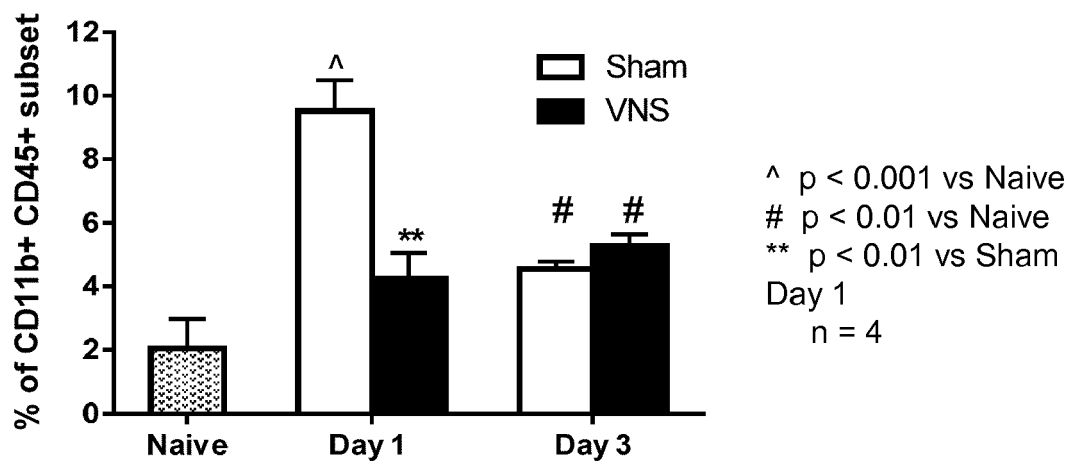 % of CD11b+ CD45+ subset
12
10
8
6
4
2
0
^
**
#
#
Sham
VNS
Naive
Day 1
Day 3
^ p < 0.001 vs Naive
# p < 0.01 vs Naive
** p < 0.01 vs Sham
Day 1
n = 4